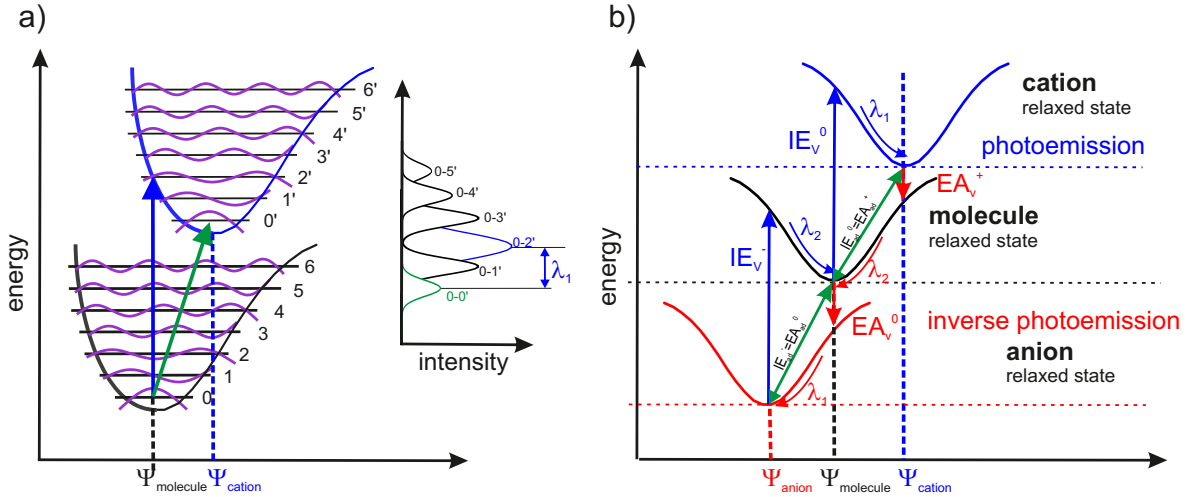 a)
energy
6'
5'
4'
3'
2'
1'
0'
6
5
4
3
2
1
0
Ψmolecule
Ψcation
0-5'
0-4'
0-3'
0-2'
0-1'
0-0'
λ1
intensity
b)
energy
cation
relaxed state
photoemission
molecule
relaxed state
inverse photoemission
anion
relaxed state
IEV0
λ1
EAV+
IEad0=EAad+
IEV-
λ2
λ2
EAV0
IEad-=EAad0
λ1
Ψanion
Ψmolecule
Ψcation